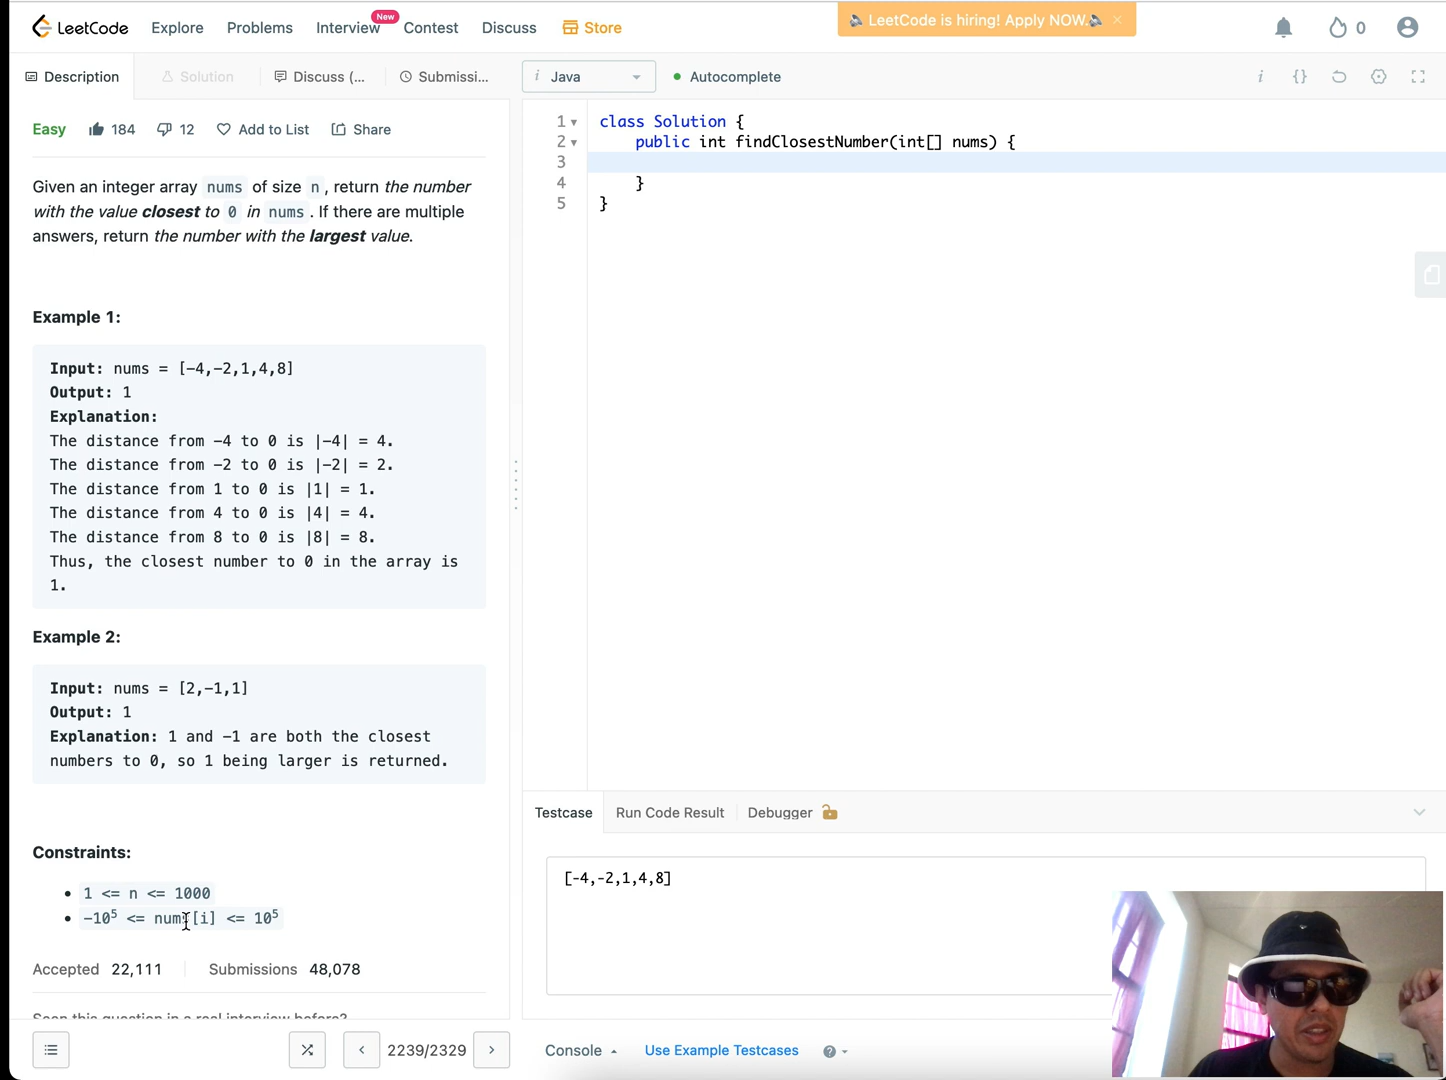 LeetCode Explore Problems Interview New Contest Discuss Store 🔈 LeetCode is hiring! Apply NOW.🔈 × 0
Description Solution Discuss (... Submissi... i Java Autocomplete i {}
Easy 184 12 Add to List Share
Given an integer array nums of size n, return the number
with the value closest to 0 in nums. If there are multiple
answers, return the number with the largest value.
Example 1:
Input: nums = [-4,-2,1,4,8]
Output: 1
Explanation:
The distance from -4 to 0 is |-4| = 4.
The distance from -2 to 0 is |-2| = 2.
The distance from 1 to 0 is |1| = 1.
The distance from 4 to 0 is |4| = 4.
The distance from 8 to 0 is |8| = 8.
Thus, the closest number to 0 in the array is
1.
Example 2:
Input: nums = [2,-1,1]
Output: 1
Explanation: 1 and -1 are both the closest
numbers to 0, so 1 being larger is returned.
Constraints:
• 1 <= n <= 1000
• -10⁵ <= nums[i] <= 10⁵
Accepted 22,111 Submissions 48,078
Seen this question in a real interview before?
2239/2329
1 class Solution {
2 public int findClosestNumber(int[] nums) {
3
4 }
5 }
Testcase Run Code Result Debugger
[-4,-2,1,4,8]
Console Use Example Testcases ?